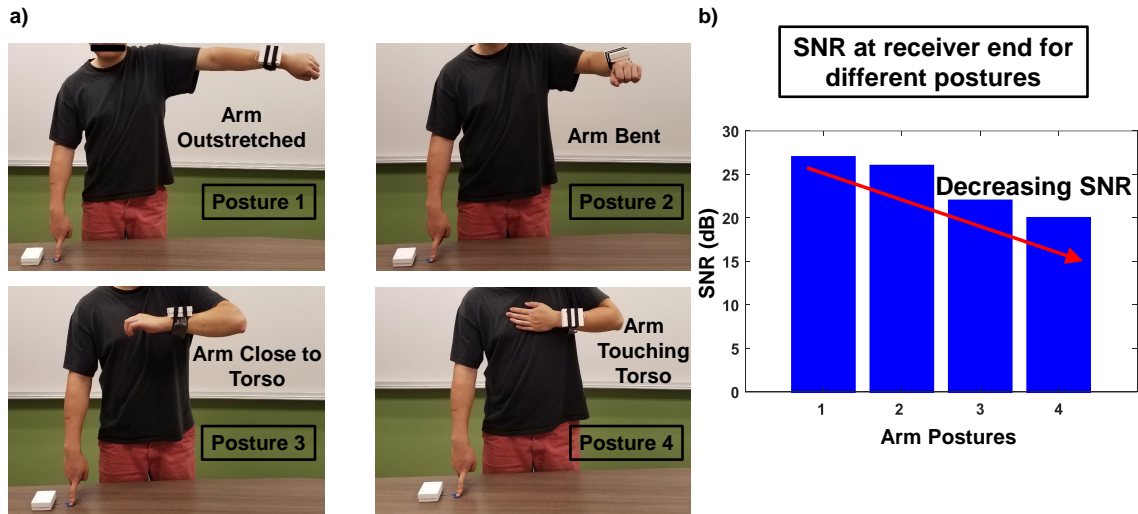 a)
Arm
Outstretched
Posture 1
Arm Bent
Posture 2
Arm Close to
Torso
Posture 3
Arm
Touching
Torso
Posture 4
b)
SNR at receiver end for
different postures
Decreasing SNR
SNR (dB)
30
25
20
15
10
5
0
1 2 3 4
Arm Postures